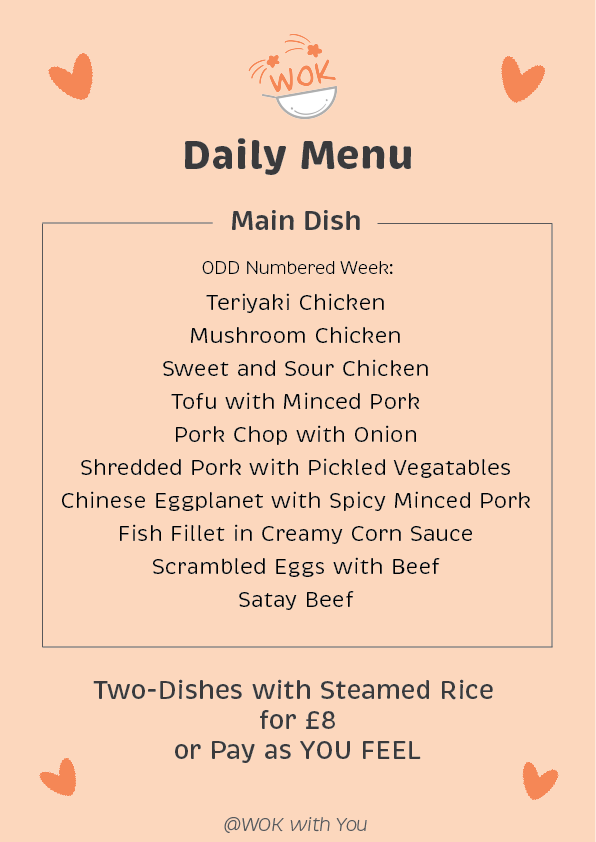 WOK
Daily Menu
Main Dish
ODD Numbered Week:
Teriyaki Chicken
Mushroom Chicken
Sweet and Sour Chicken
Tofu with Minced Pork
Pork Chop with Onion
Shredded Pork with Pickled Vegatables
Chinese Eggplanet with Spicy Minced Pork
Fish Fillet in Creamy Corn Sauce
Scrambled Eggs with Beef
Satay Beef
Two-Dishes with Steamed Rice
for £8
or Pay as YOU FEEL
@WOK with You